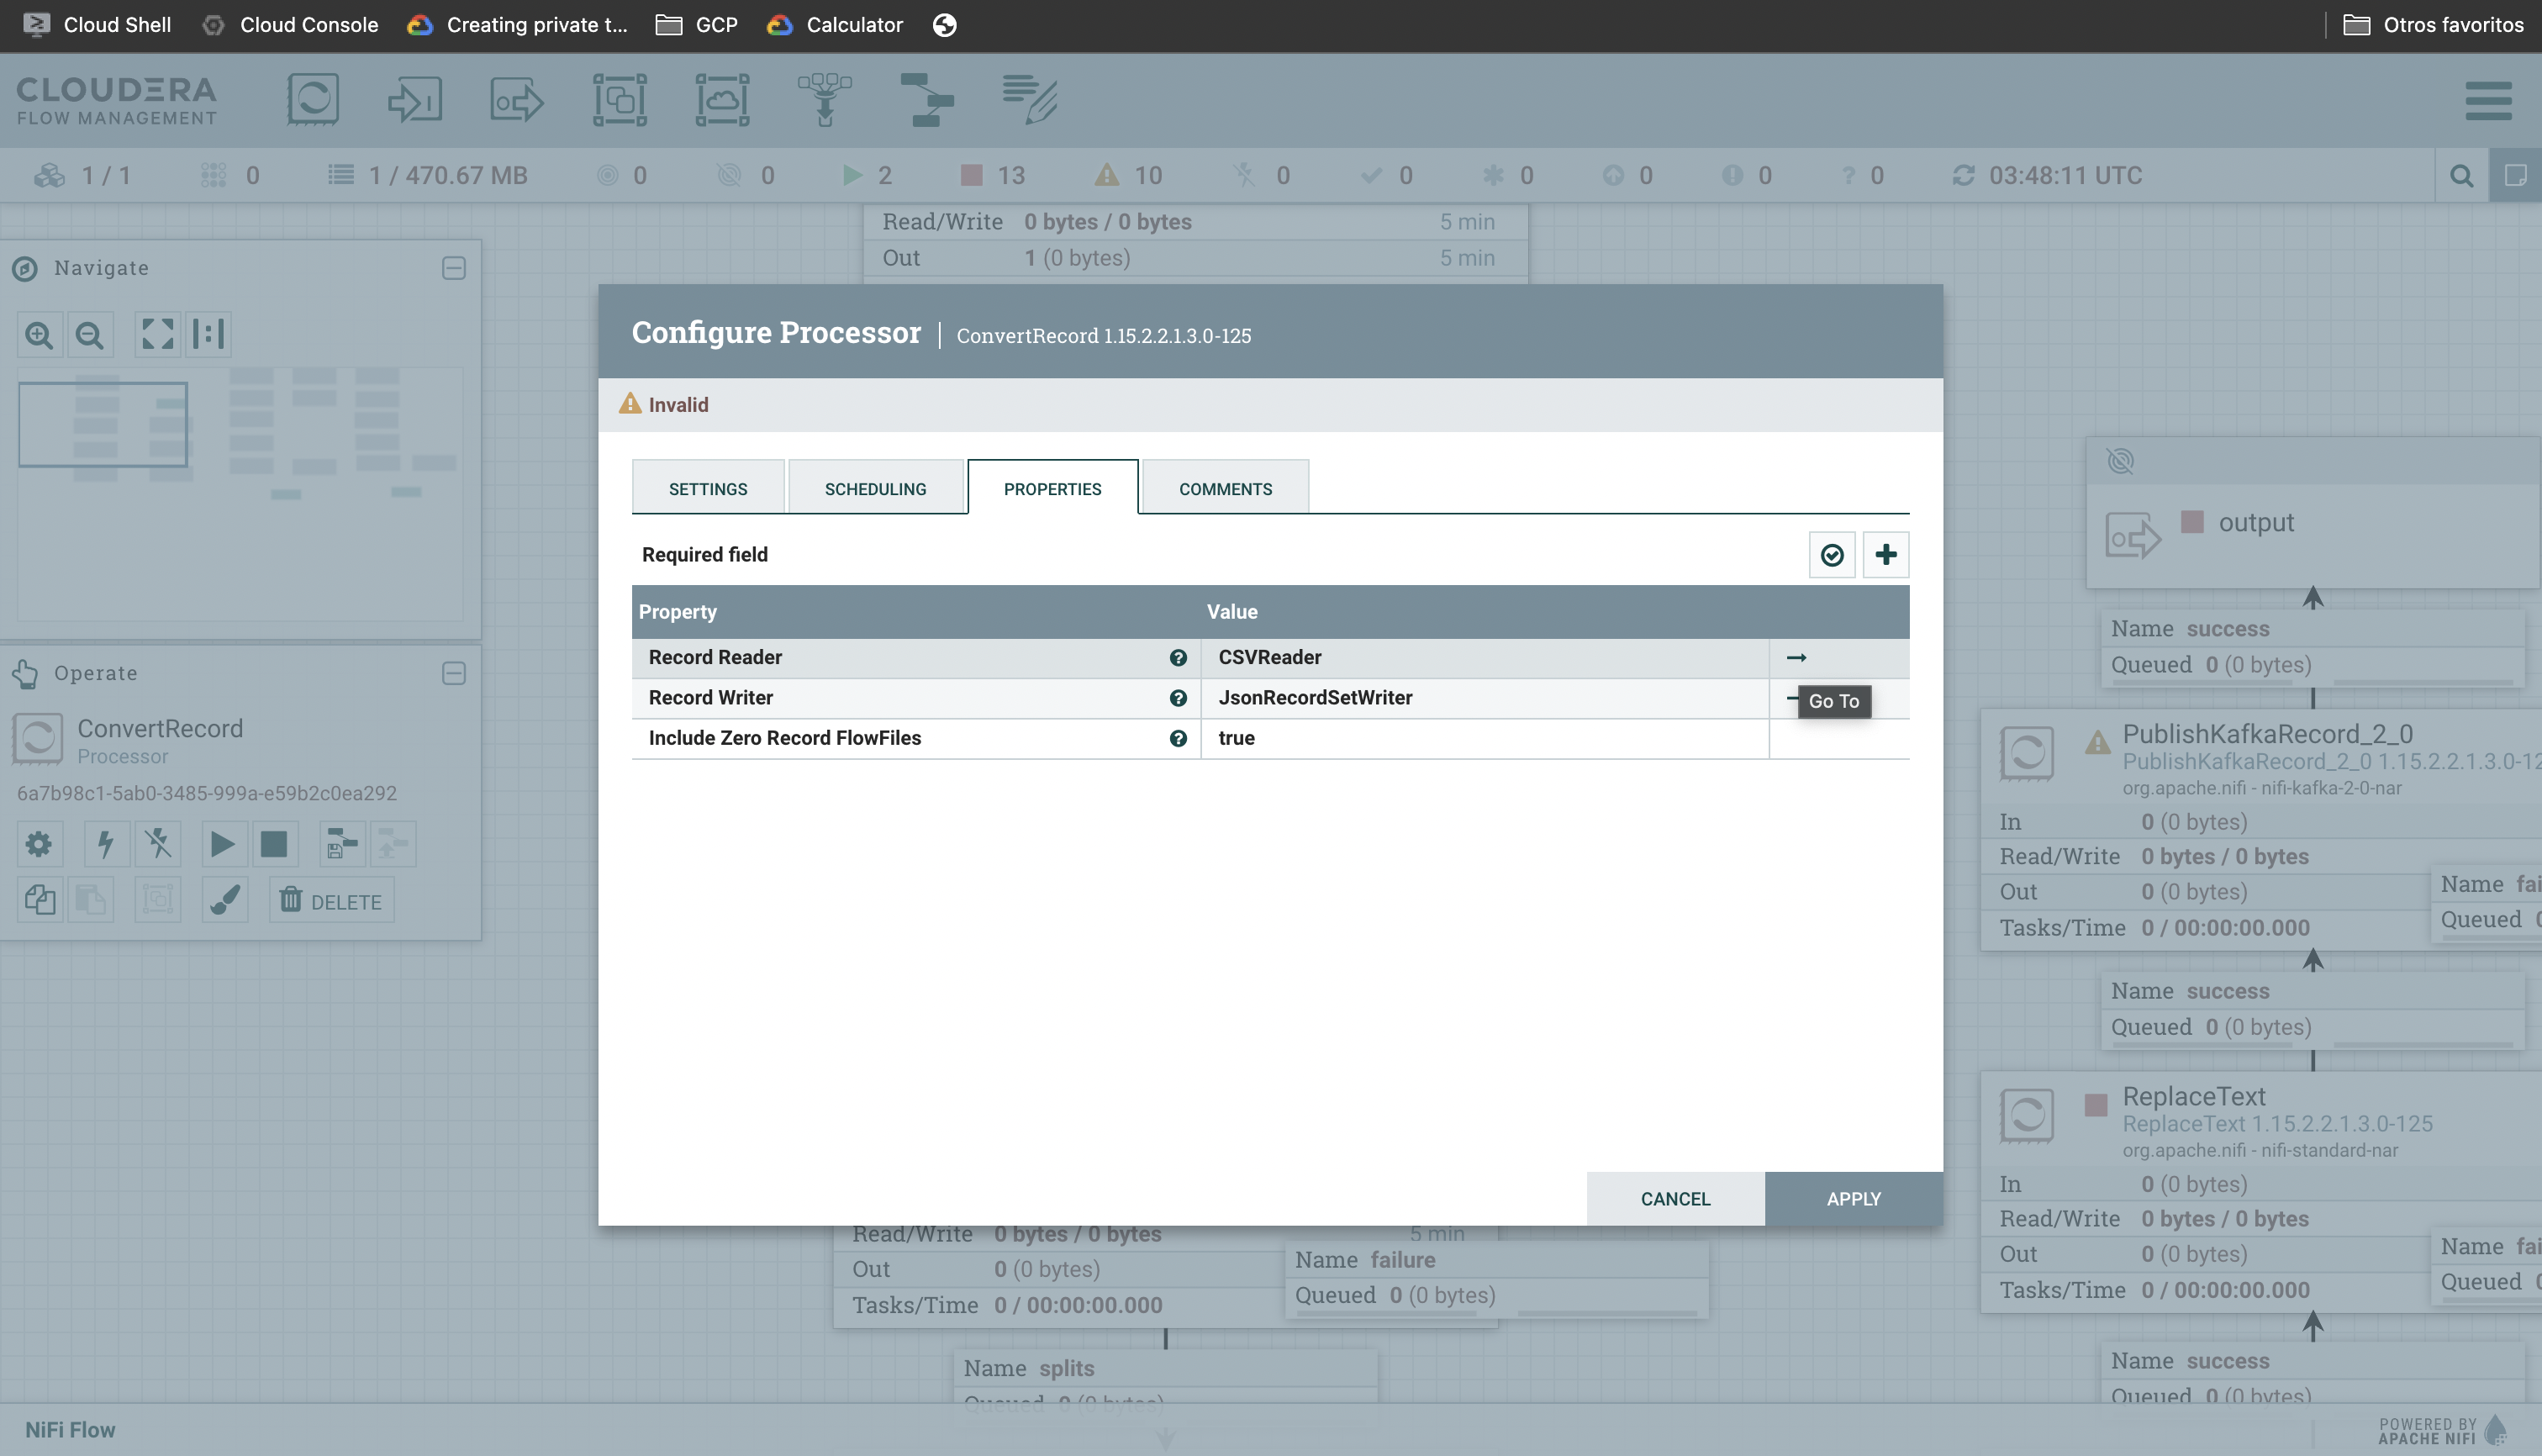 Cloud Shell Cloud Console Creating private t... GCP Calculator Otros favoritos
CLOUDERA
FLOW MANAGEMENT
1 / 1 0 1 / 470.67 MB 0 0 2 13 10 0 0 0 0 0 0 03:48:11 UTC
Read/Write 0 bytes / 0 bytes 5 min
Out 1 (0 bytes) 5 min
Navigate
Operate
ConvertRecord
Processor
6a7b98c1-5ab0-3485-999a-e59b2c0ea292
DELETE
Configure Processor | ConvertRecord 1.15.2.2.1.3.0-125
Invalid
SETTINGS SCHEDULING PROPERTIES COMMENTS
Required field
Property Value
Record Reader CSVReader
Record Writer JsonRecordSetWriter
Go To
Include Zero Record FlowFiles true
CANCEL APPLY
Read/Write 0 bytes / 0 bytes 5 min
Out 0 (0 bytes)
Tasks/Time 0 / 00:00:00.000
Name failure
Queued 0 (0 bytes)
Name splits
Queued 0 (0 bytes)
output
Name success
Queued 0 (0 bytes)
PublishKafkaRecord_2_0
PublishKafkaRecord_2_0 1.15.2.2.1.3.0-12
org.apache.nifi - nifi-kafka-2-0-nar
In 0 (0 bytes)
Read/Write 0 bytes / 0 bytes
Out 0 (0 bytes)
Tasks/Time 0 / 00:00:00.000
Name fai
Queued 0
Name success
Queued 0 (0 bytes)
ReplaceText
ReplaceText 1.15.2.2.1.3.0-125
org.apache.nifi - nifi-standard-nar
In 0 (0 bytes)
Read/Write 0 bytes / 0 bytes
Out 0 (0 bytes)
Tasks/Time 0 / 00:00:00.000
Name fai
Queued 0
Name success
Queued 0 (0 bytes)
NiFi Flow
POWERED BY
APACHE NIFI